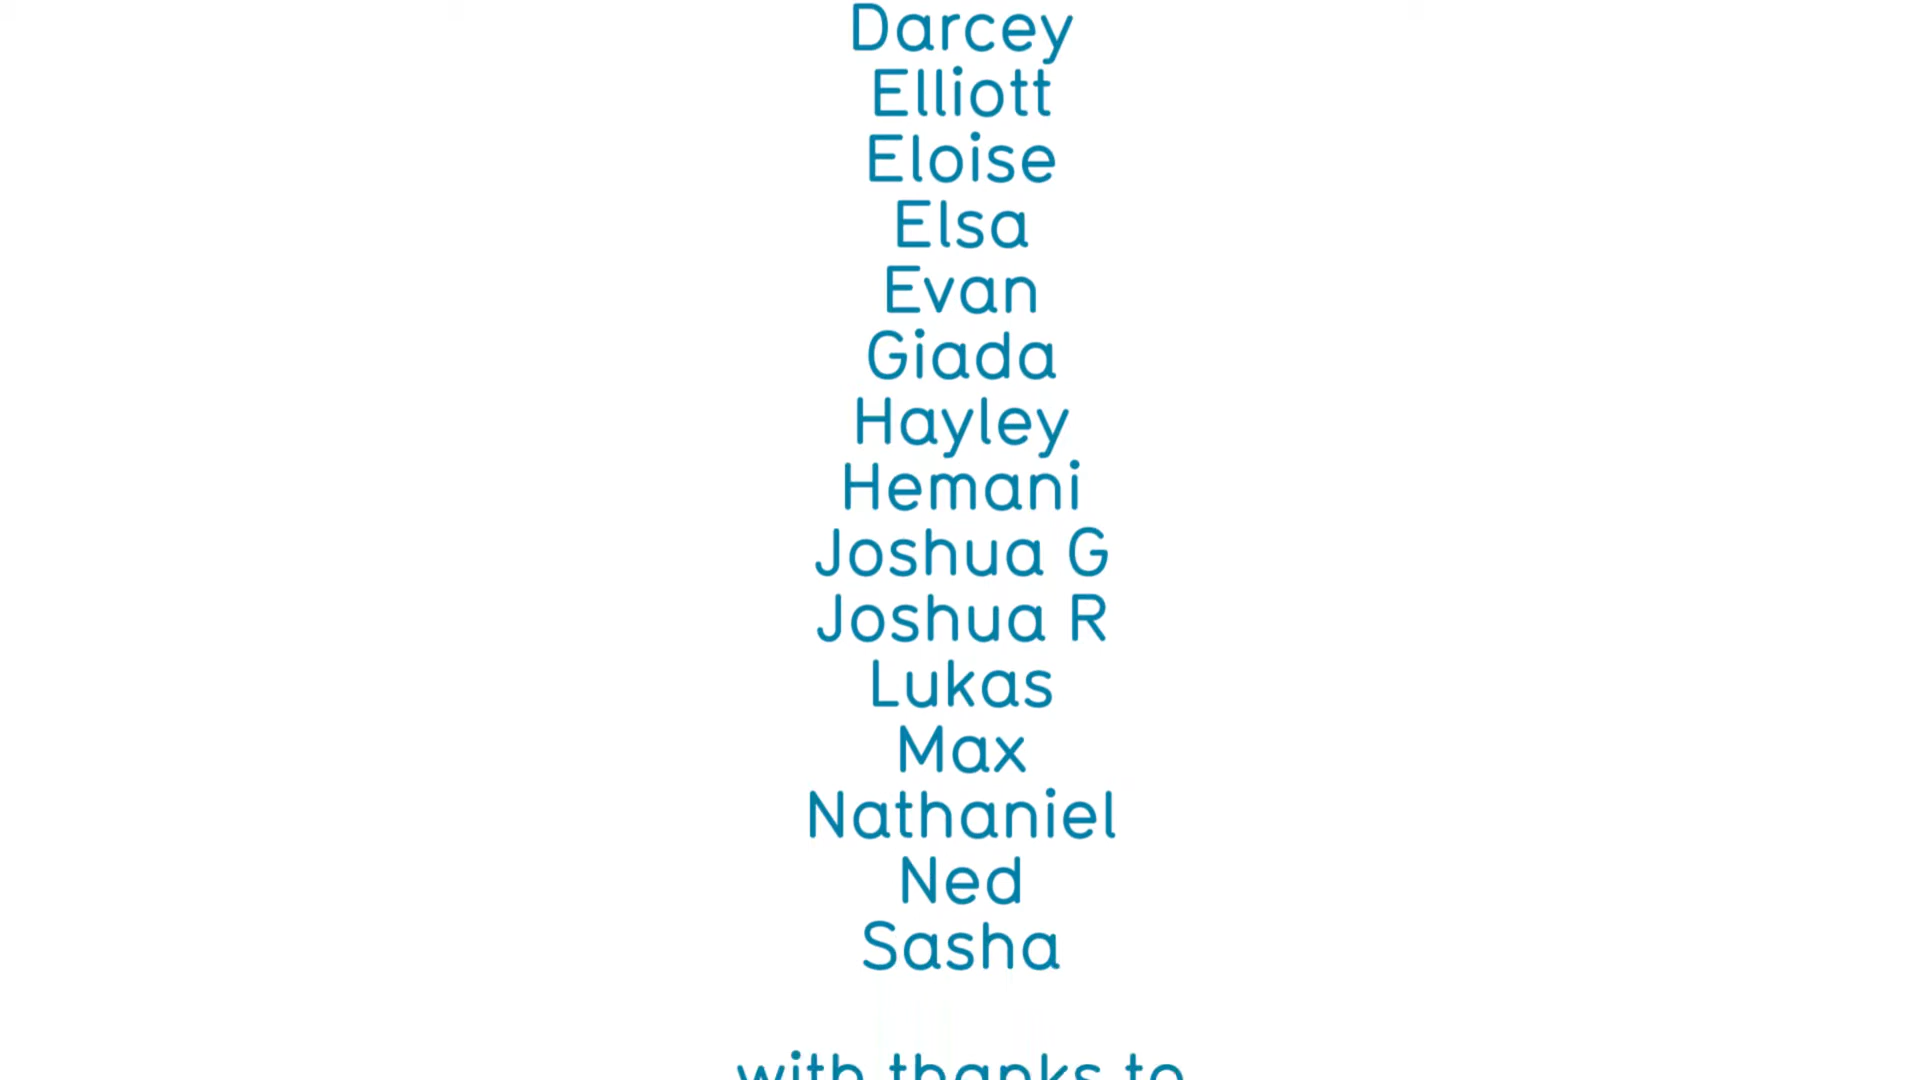 Darcey
Elliott
Eloise
Elsa
Evan
Giada
Hayley
Hemani
Joshua G
Joshua R
Lukas
Max
Nathaniel
Ned
Sasha
with thanks to